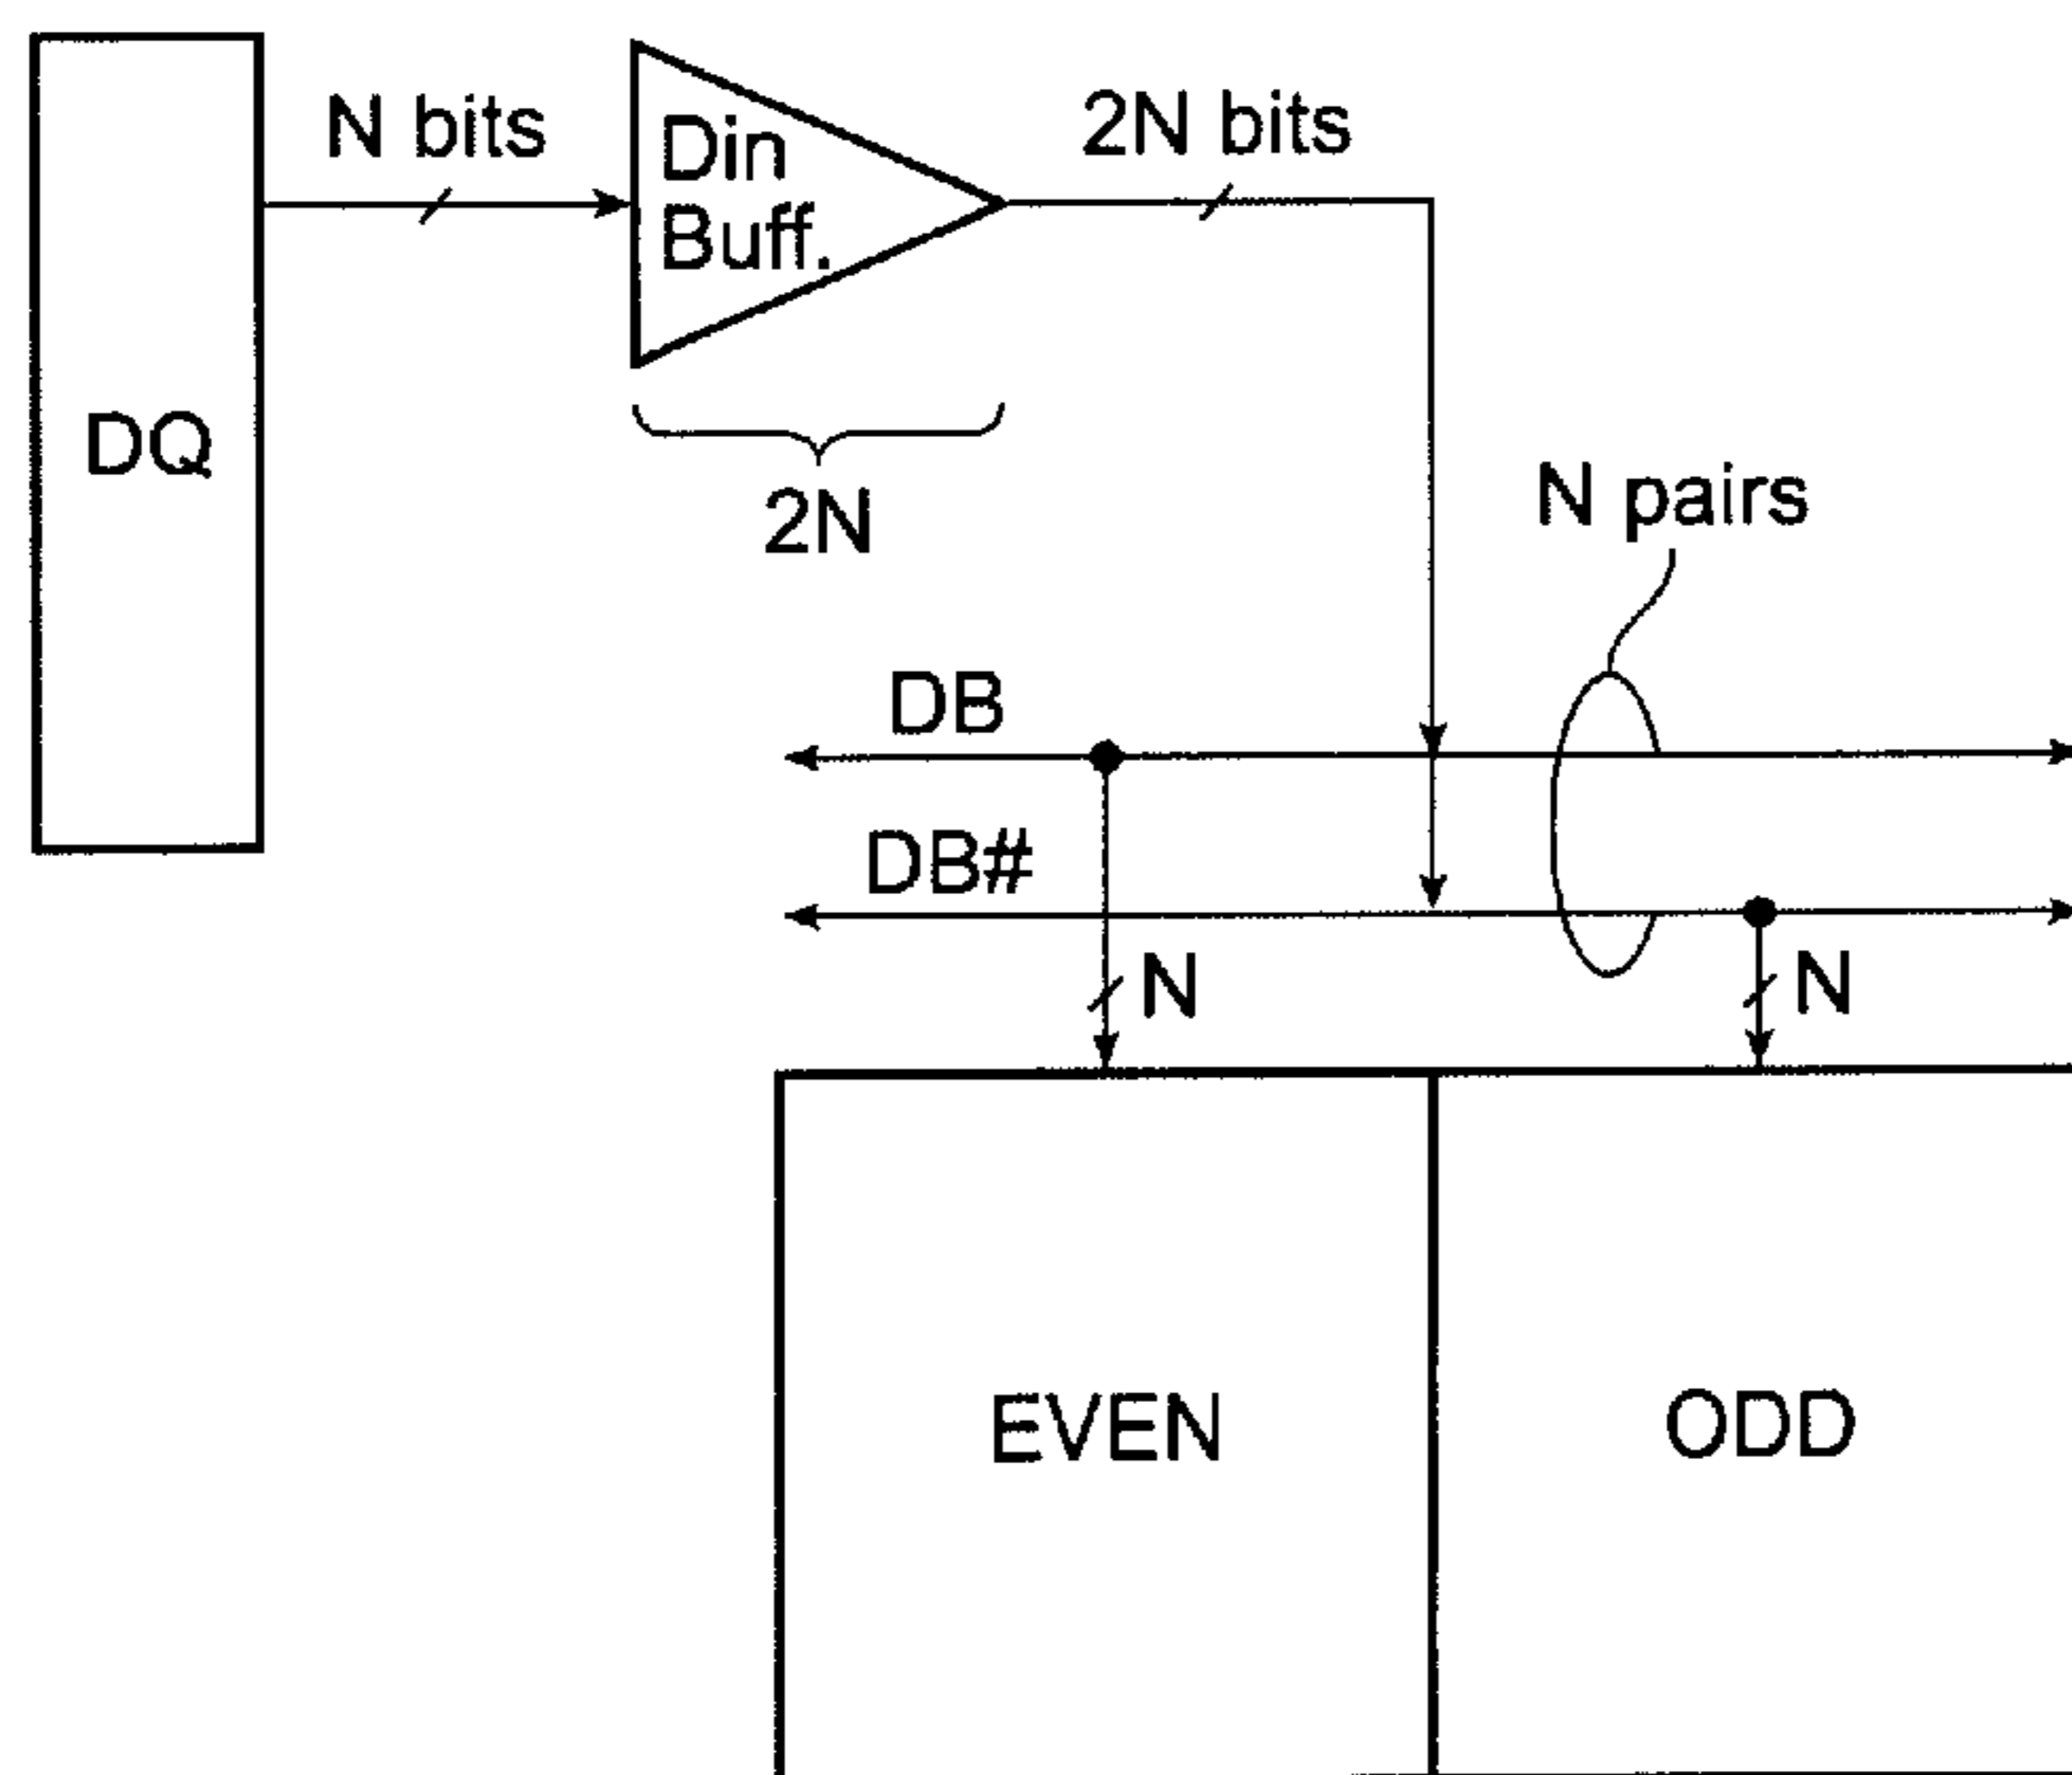 N bits
2N bits
Din
Buff.
DQ
2N
N pairs
DB
DB#
N
N
EVEN
ODD